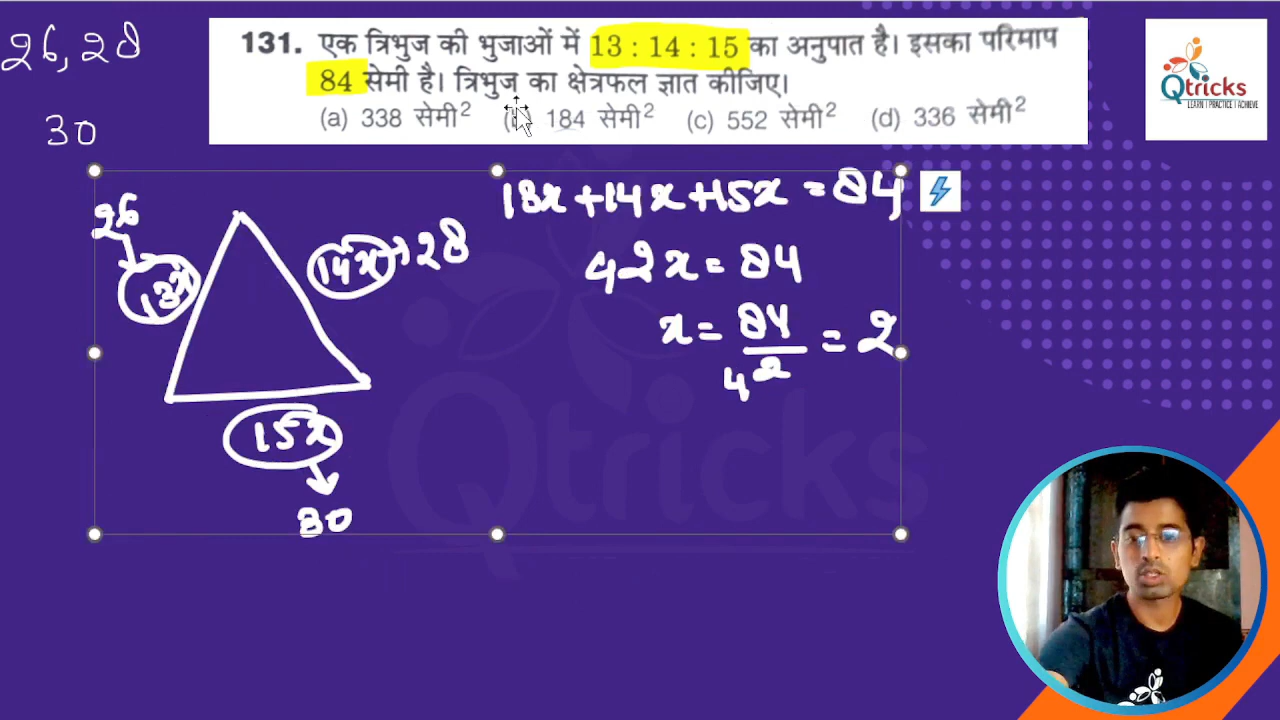 26, 28
30
131. एक त्रिभुज की भुजाओं में 13 : 14 : 15 का अनुपात है। इसका परिमाप
84 सेमी है। त्रिभुज का क्षेत्रफल ज्ञात कीजिए।
(a) 338 सेमी² 184 सेमी² (c) 552 सेमी² (d) 336 सेमी²
Qtricks
LEARN | PRACTICE | ACHIEVE
13x + 14x + 15x = 84
42x = 84
x = 84/42 = 2
26
13x
14x → 28
15x
30
Qtricks